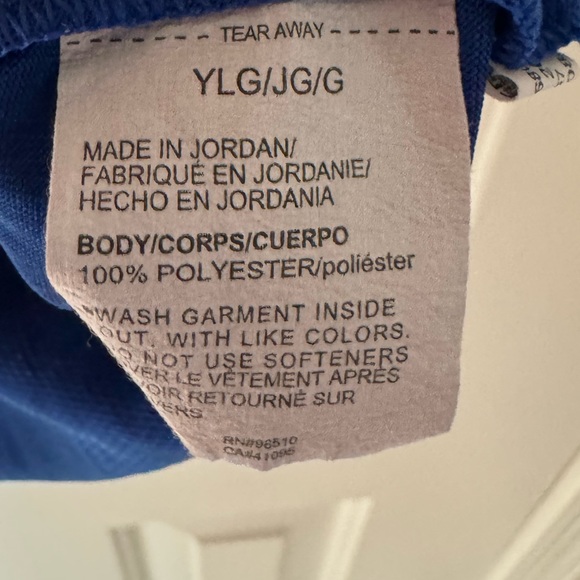 TEAR AWAY
YLG/JG/G
MADE IN JORDAN/
FABRIQUÉ EN JORDANIE/
HECHO EN JORDANIA
BODY/CORPS/CUERPO
100% POLYESTER/poliéster
WASH GARMENT INSIDE
OUT, WITH LIKE COLORS.
NOT USE SOFTENERS
LE VÊTEMENT APRÈS
RETOURNÉ SUR
RN#96510
CA#41095